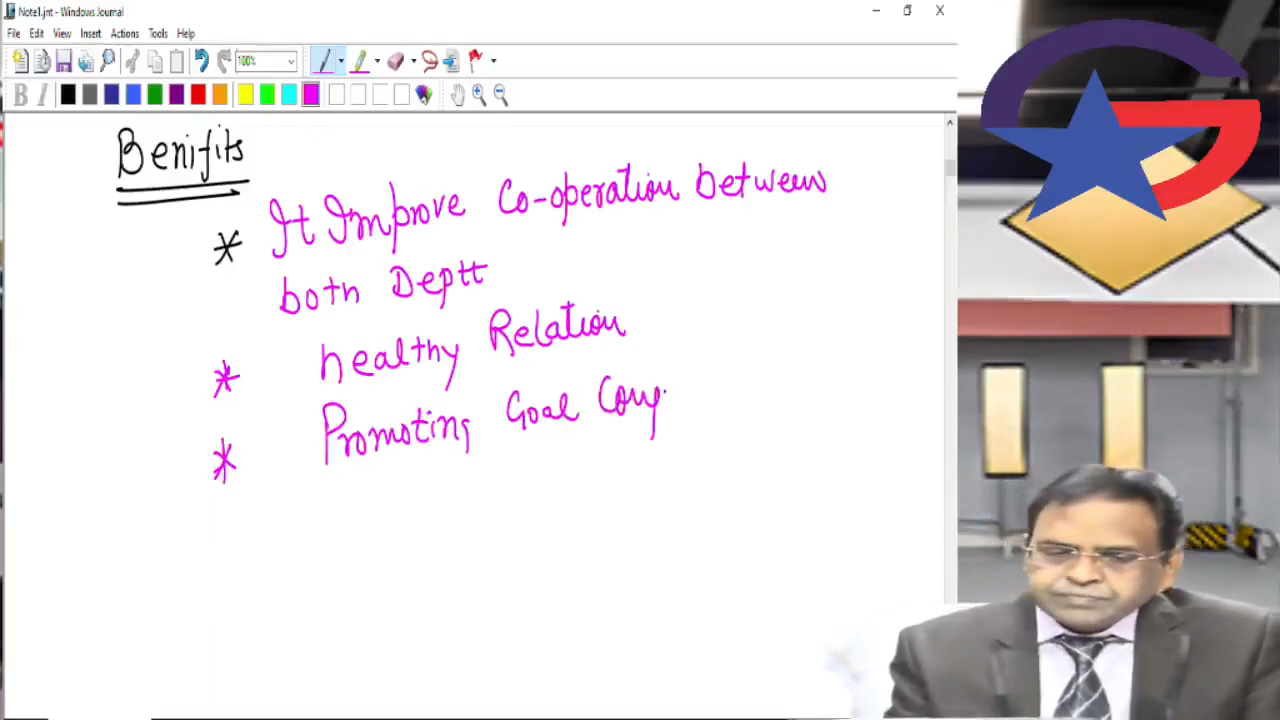 Note1.jnt - Windows Journal
File Edit View Insert Actions Tools Help
100%
B I
Benifits
* It Improve Co-operation between
both Deptt
* healthy Relation
* Promoting Goal Cong